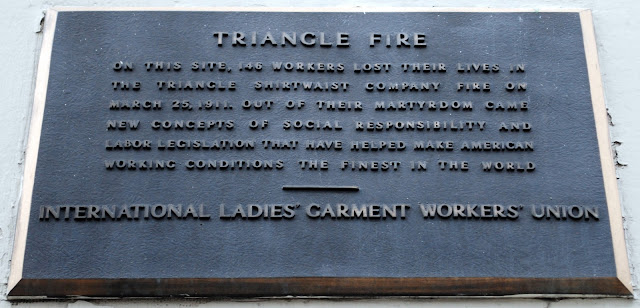 TRIANGLE FIRE
ON THIS SITE, 146 WORKERS LOST THEIR LIVES IN
THE TRIANGLE SHIRTWAIST COMPANY FIRE ON
MARCH 25, 1911. OUT OF THEIR MARTYRDOM CAME
NEW CONCEPTS OF SOCIAL RESPONSIBILITY AND
LABOR LEGISLATION THAT HAVE HELPED MAKE AMERICAN
WORKING CONDITIONS THE FINEST IN THE WORLD
INTERNATIONAL LADIES' GARMENT WORKERS' UNION